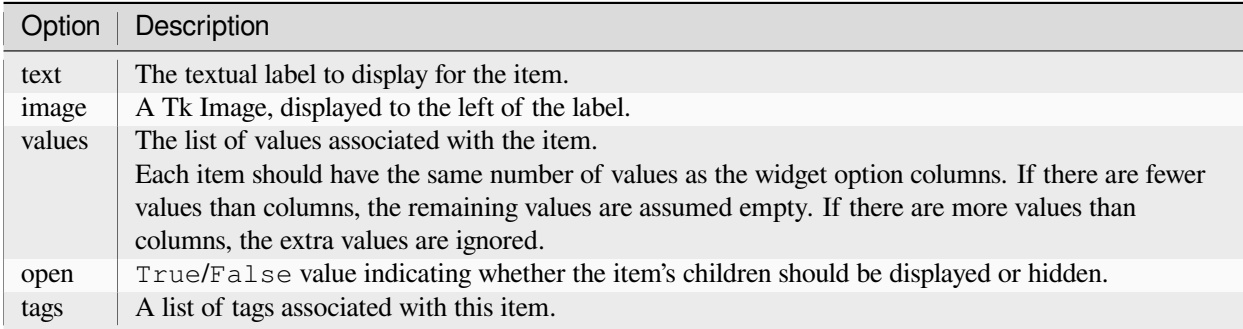 Option Description
text The textual label to display for the item.
image A Tk Image, displayed to the left of the label.
values The list of values associated with the item.
Each item should have the same number of values as the widget option columns. If there are fewer
values than columns, the remaining values are assumed empty. If there are more values than
columns, the extra values are ignored.
open True/False value indicating whether the item's children should be displayed or hidden.
tags A list of tags associated with this item.